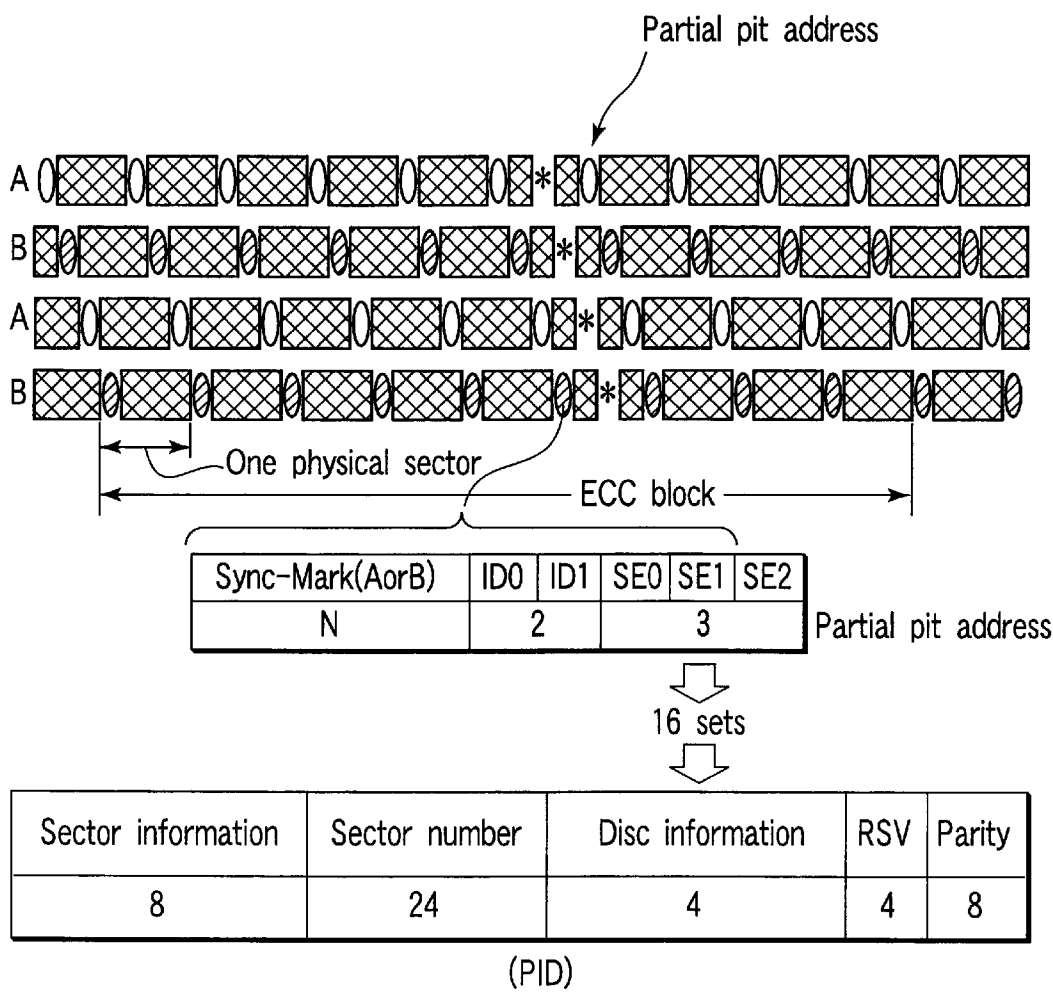 Partial pit address
A *
B *
A *
B *
One physical sector
ECC block
Sync-Mark(AorB) ID0 ID1 SE0 SE1 SE2
N 2 3
Partial pit address
16 sets
Sector information Sector number Disc information RSV Parity
8 24 4 4 8
(PID)